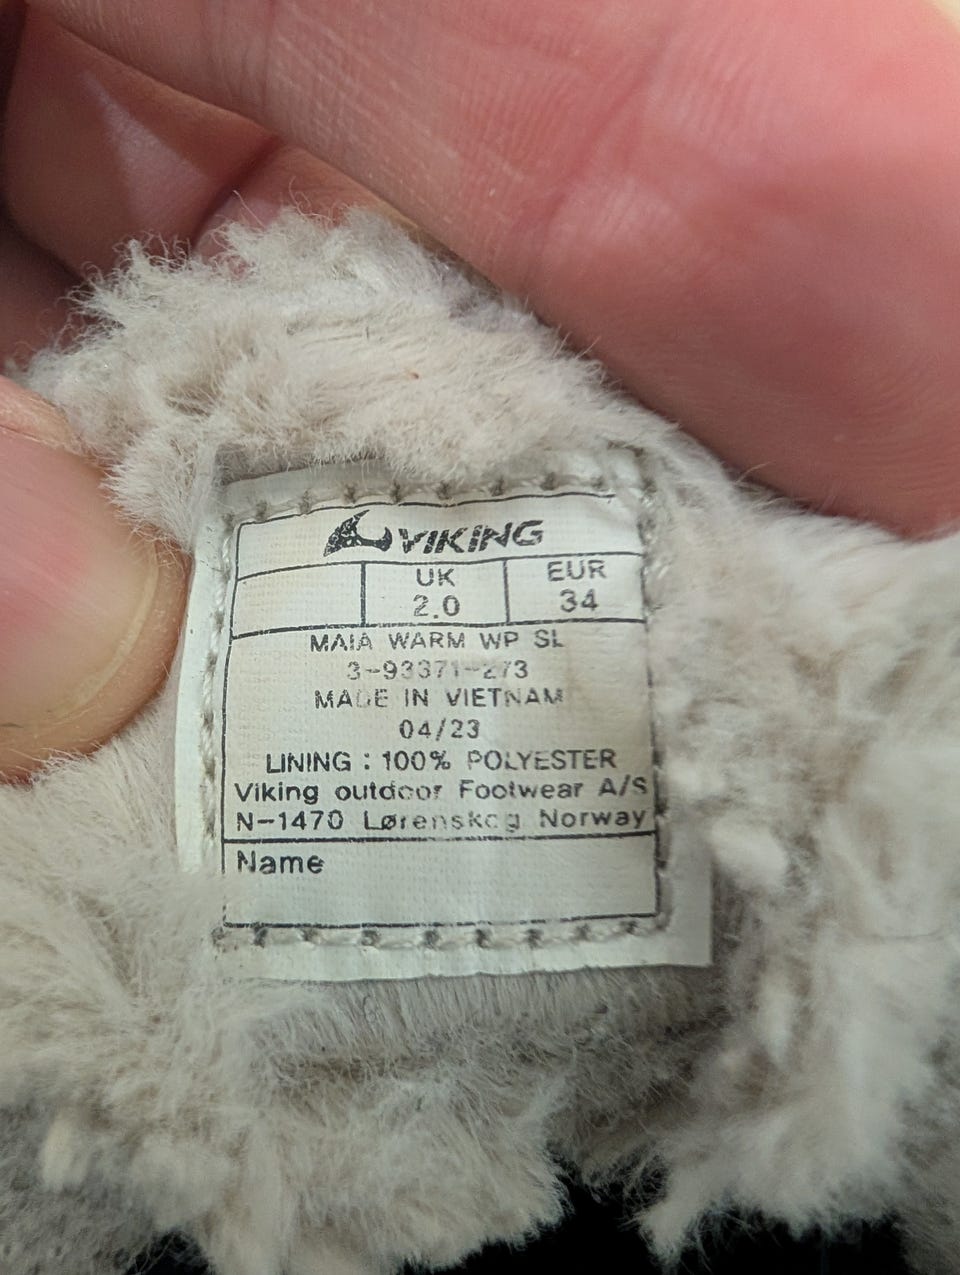 VIKING
UK EUR
2.0 34
MAIA WARM WP SL
3-93371-273
MADE IN VIETNAM
04/23
LINING : 100% POLYESTER
Viking outdoor Footwear A/S
N-1470 Lørenskog Norway
Name